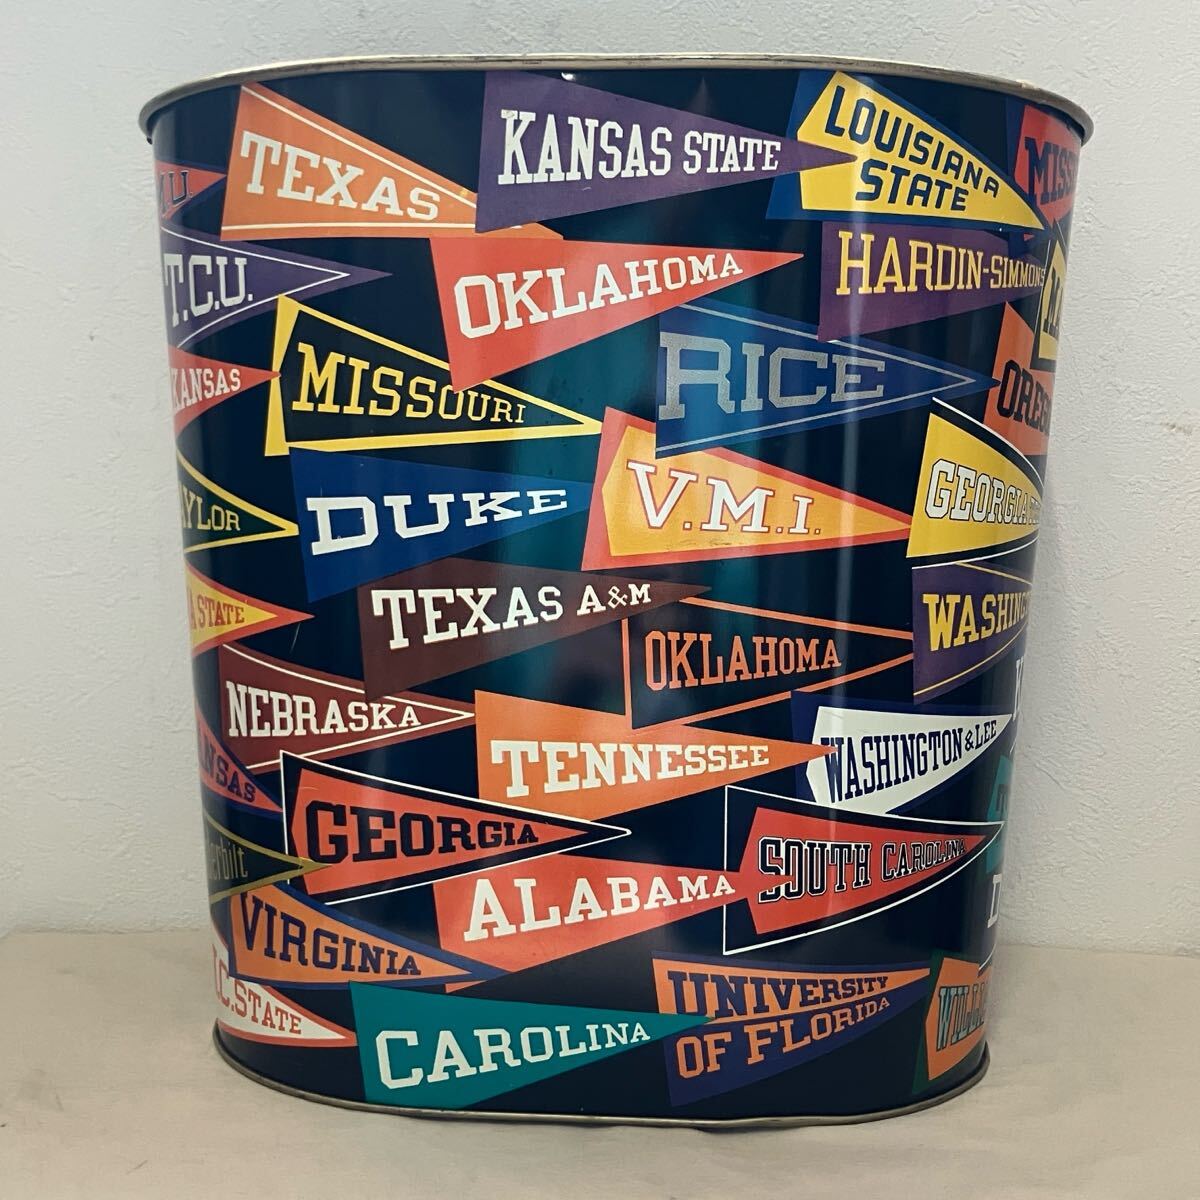 TEXAS
KANSAS STATE
LOUISIANA
STATE
T.C.U.
OKLAHOMA
HARDIN-SIMMONS
MISSOURI
RICE
KANSAS
DUKE
V.M.I.
GEORGIA
TEXAS A&M
OKLAHOMA
NEBRASKA
TENNESSEE
WASHINGTON & LEE
GEORGIA
SOUTH CAROLINA
ALABAMA
VIRGINIA
UNIVERSITY
OF FLORIDA
CAROLINA
STATE